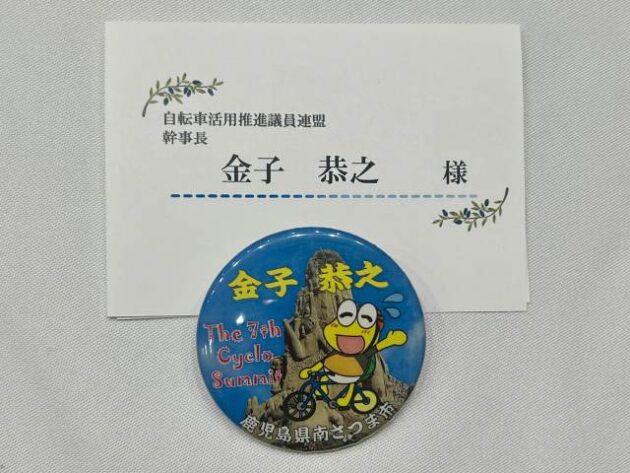 自転車活用推進議員連盟
幹事長
金子 恭之 様
金子 恭之
The 7th
Cyclo
Summit
鹿児島県南さつま市